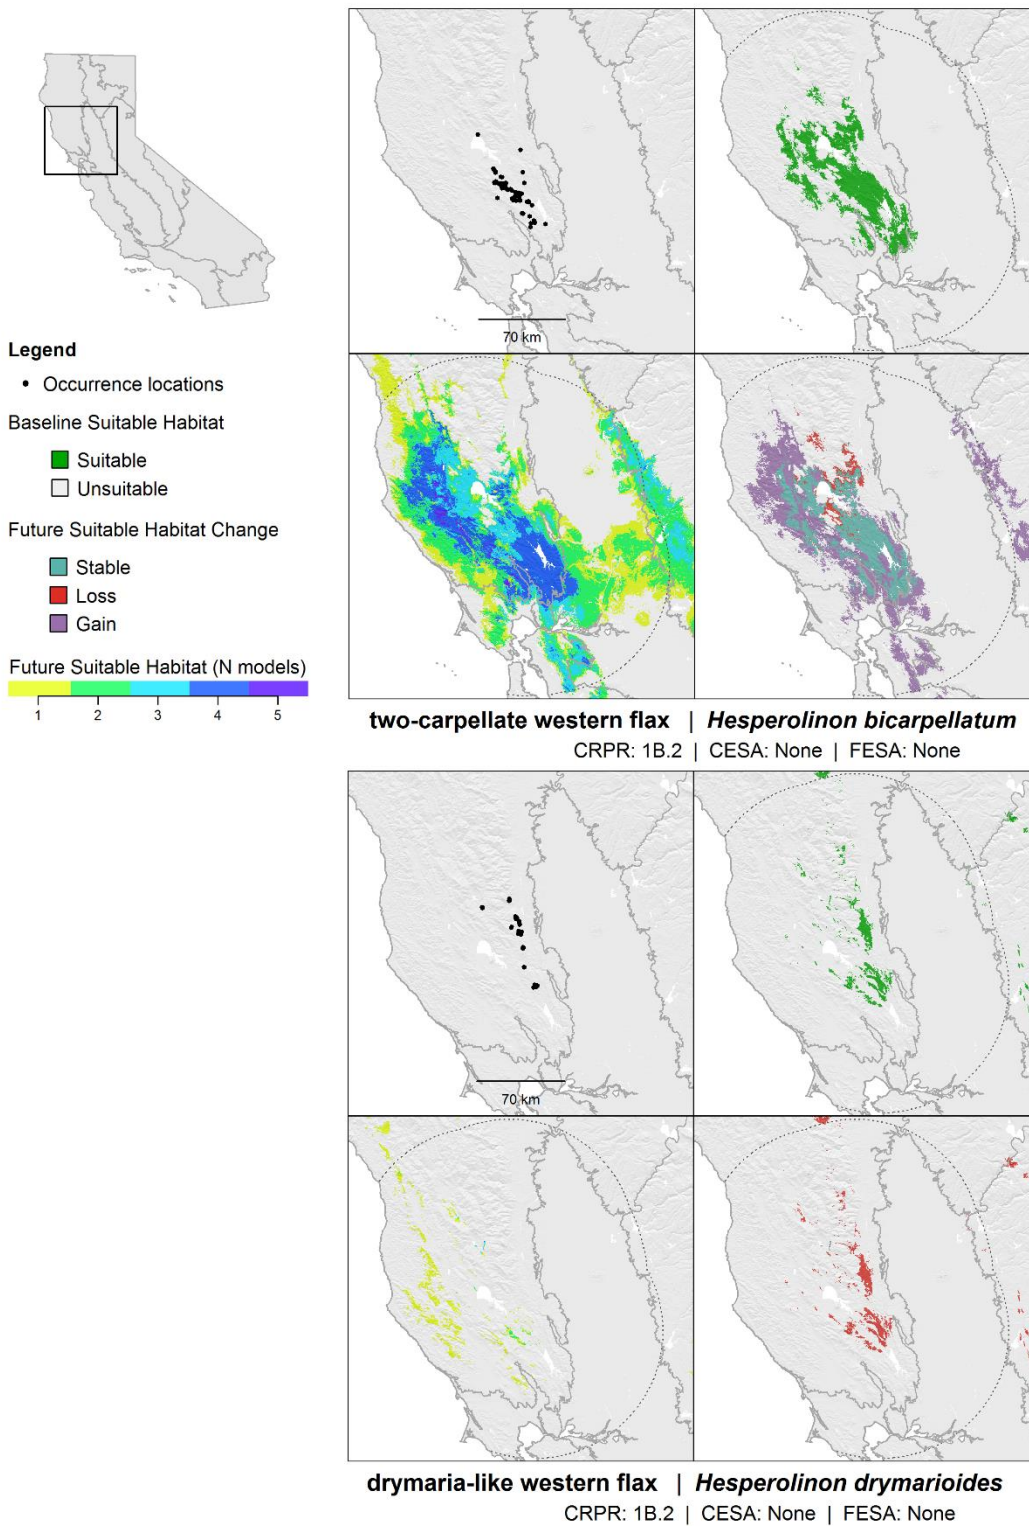 70 km
Legend
Occurrence locations
Baseline Suitable Habitat
Suitable
Unsuitable
Future Suitable Habitat Change
Stable
Loss
Gain
Future Suitable Habitat (N models)
1 2 3 4 5
two-carpellate western flax | Hesperolinon bicarpellatum
CRPR: 1B.2 | CESA: None | FESA: None
70 km
drymaria-like western flax | Hesperolinon drymarioides
CRPR: 1B.2 | CESA: None | FESA: None